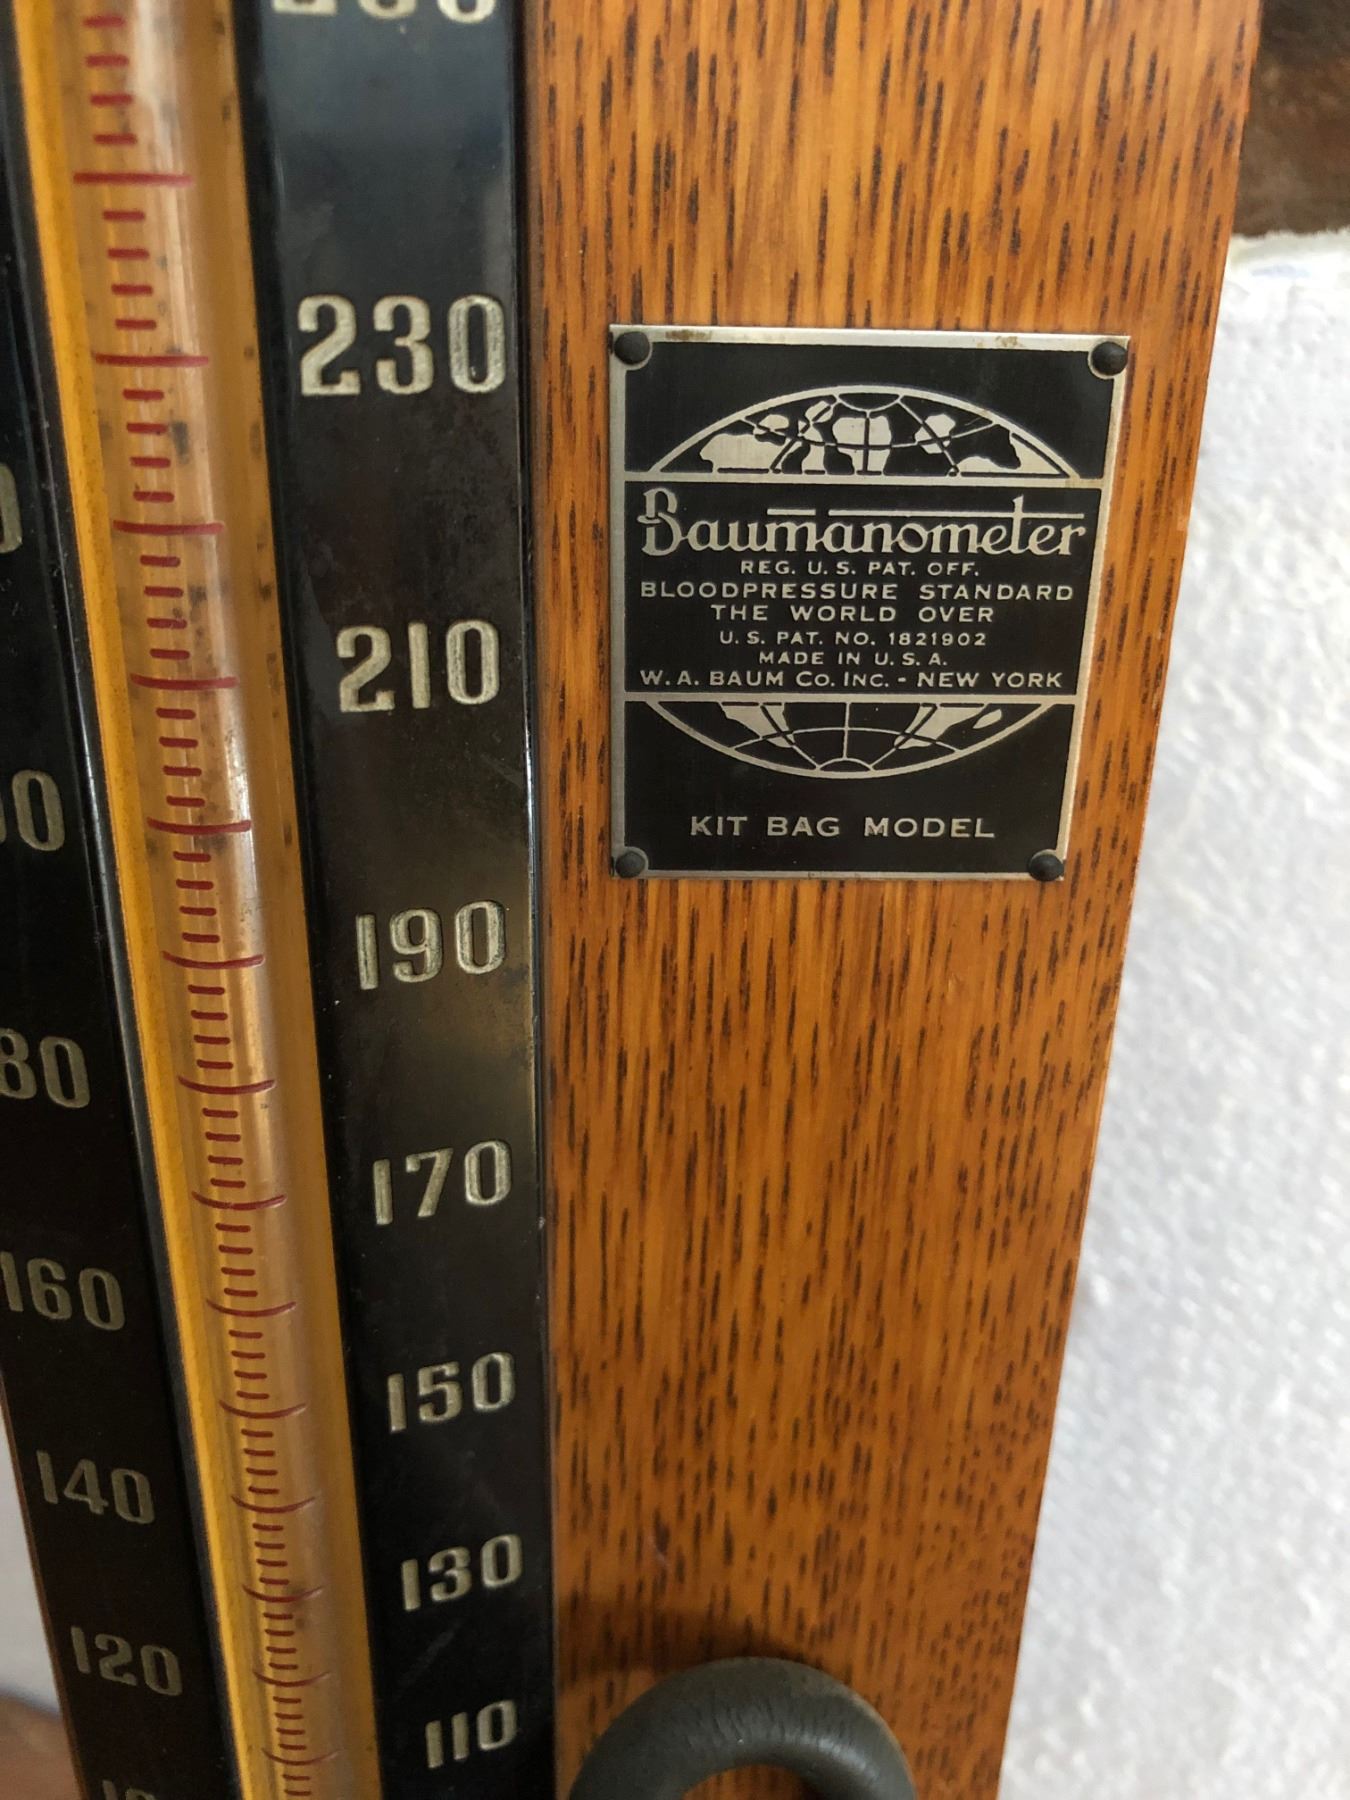 230
210
190
80
170
160
150
140
130
120
110
Baumanometer
REG. U.S. PAT. OFF.
BLOODPRESSURE STANDARD
THE WORLD OVER
U.S. PAT. NO. 1821902
MADE IN U.S.A.
W.A. BAUM CO. INC. - NEW YORK
KIT BAG MODEL